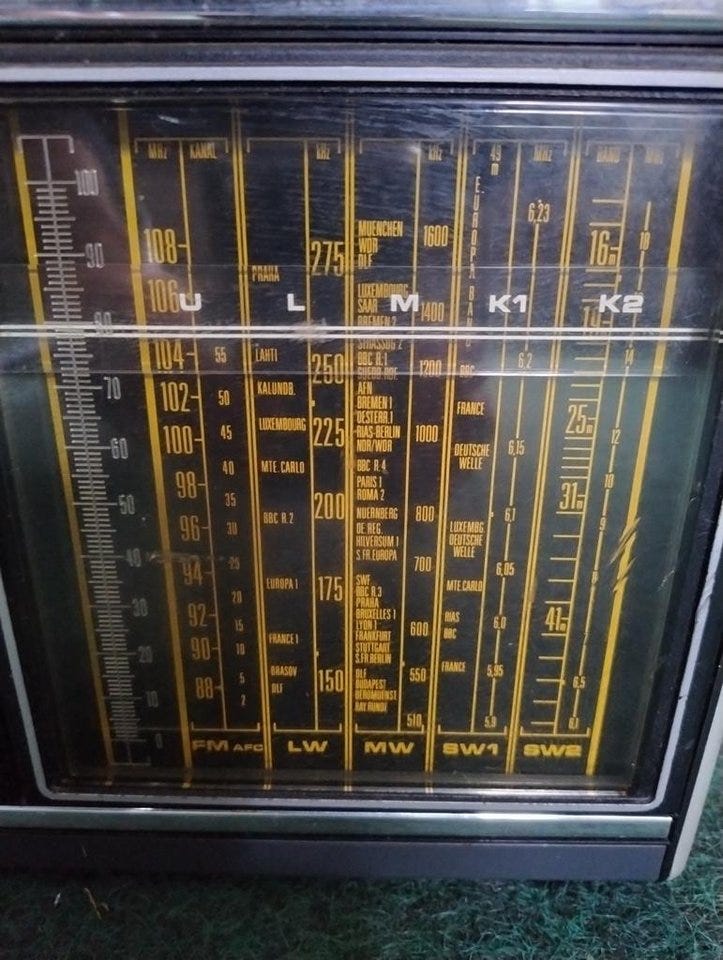 MHz KANAL
kHz
kHz
49 m MHz
BAND MHz
100
90
80
70
60
50
40
30
20
10
0
108
106
104
102
100
98
96
94
92
90
88
55
50
45
40
35
30
25
20
15
10
5
2
FM AFC
U
PRAHA
LAHTI
KALUNDB.
LUXEMBOURG
MTE. CARLO
BBC R.2
EUROPA 1
FRANCE 1
BRASOV
DLF
275
250
225
200
175
150
LW
L
MUENCHEN
WDR
DLF
LUXEMBOURG
SAAR
BREMEN 2
BBC R.1
AFN
BREMEN 1
OESTERR.1
RIAS-BERLIN
NDR/WDR
BBC R.4
PARIS 1
ROMA 2
NUERNBERG
DE.REG.
HILVERSUM 1
S.FR.EUROPA
SWF
BBC R.3
PRAHA
BRUXELLES 1
LYON 1
FRANKFURT
STUTTGART
S.FR.BERLIN
DLF
BUDAPEST
BEROMUENST
1600
1400
1200
1000
800
700
600
550
510
MW
M
EUROPA BAND
BBC
FRANCE
DEUTSCHE
WELLE
LUXEMBG.
DEUTSCHE
WELLE
MTE.CARLO
RIAS
BBC
FRANCE
6,23
6,2
6,15
6,1
6,05
6,0
5,95
5,9
SW1
K1
16m
19m
25m
31m
41m
18
14
12
10
9
6,5
6,1
SW2
K2